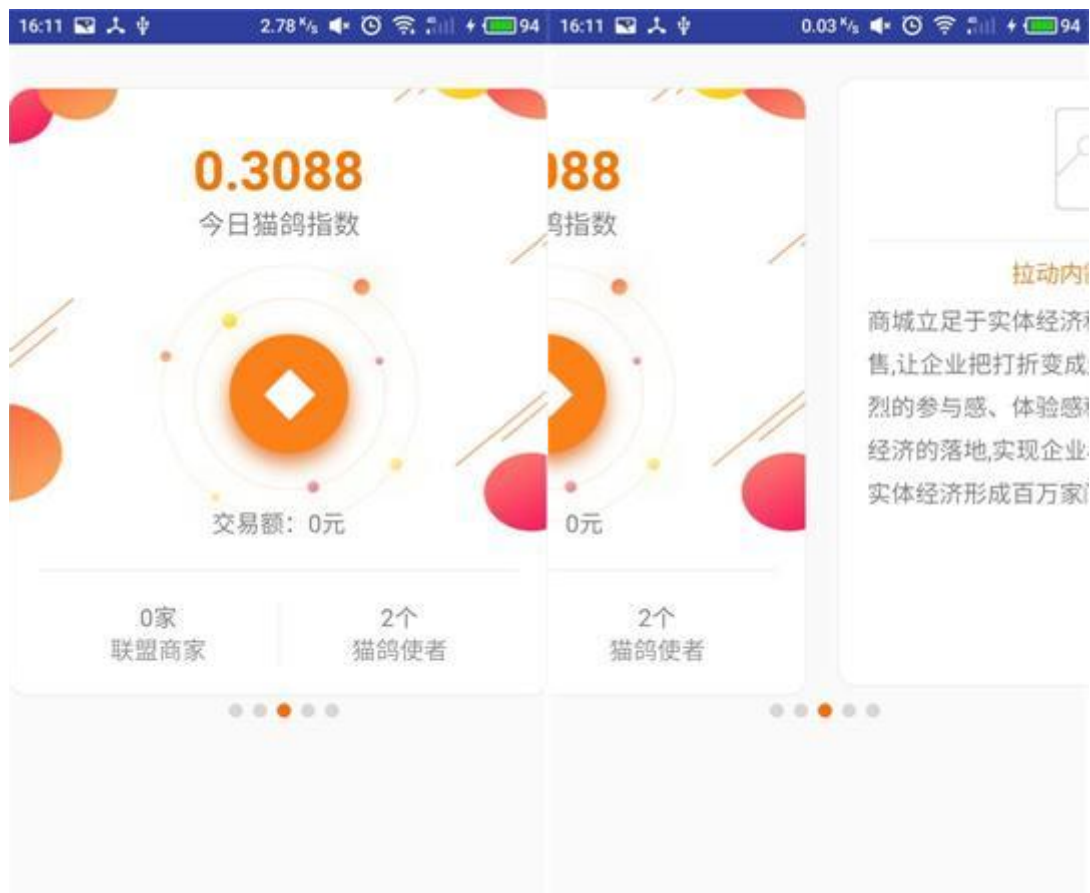 16:11
2.78 K/s
94
0.3088
今日猫鸽指数
交易额：0元
0家
联盟商家
2个
猫鸽使者
16:11
0.03 K/s
94
88
指数
0元
2个
猫鸽使者
拉动内
商城立足于实体经济
售,让企业把打折变成
烈的参与感、体验感
经济的落地,实现企业
实体经济形成百万家